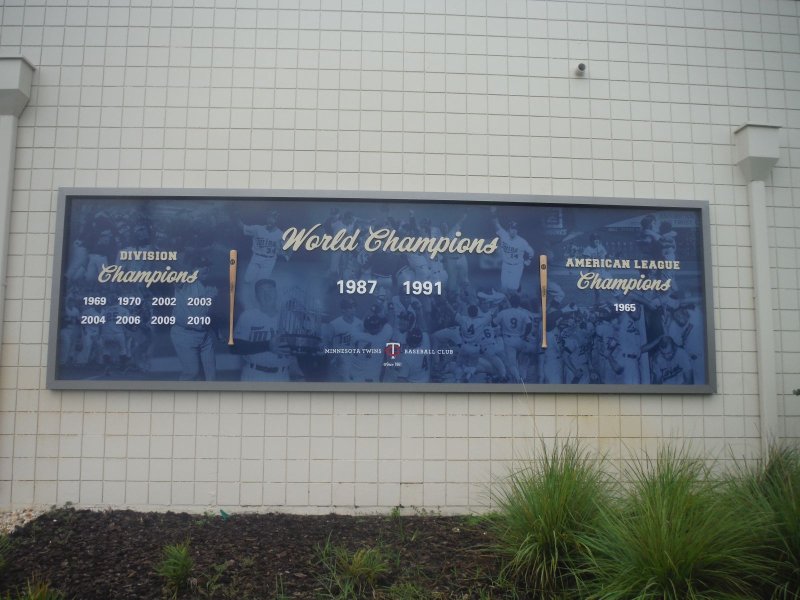 DIVISION
Champions
1969 1970 2002 2003
2004 2006 2009 2010
World Champions
1987 1991
MINNESOTA TWINS T BASEBALL CLUB
AMERICAN LEAGUE
Champions
1965